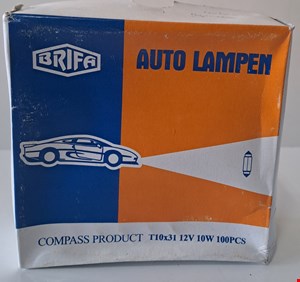 BRIFA
AUTO LAMPEN
COMPASS PRODUCT T10x31 12V 10W 100PCS